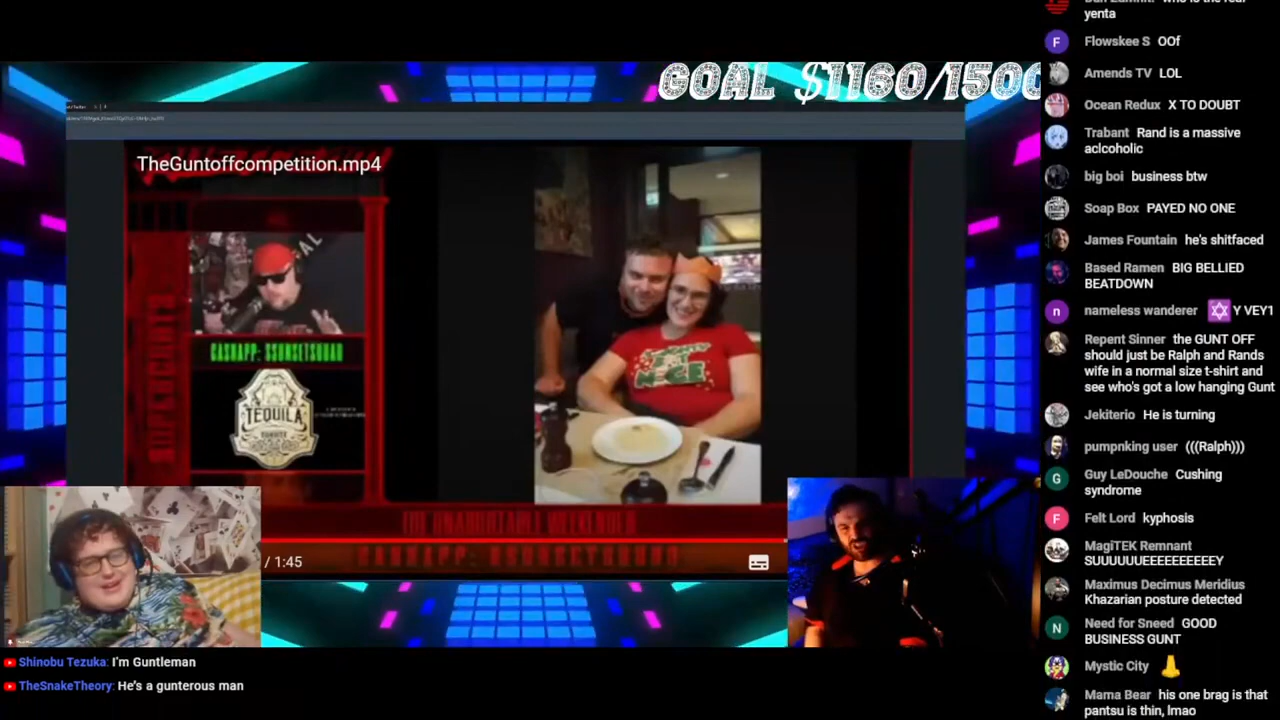 GOAL $1160/1500
TheGuntoffcompetition.mp4
SUPERCHATS
CASHAPP: $SUNSETSQUAD
TEQUILA
NICE
/ 1:45
Shinobu Tezuka: I'm Guntleman
TheSnakeTheory: He's a gunterous man
yenta
Flowskee S OOf
Amends TV LOL
Ocean Redux X TO DOUBT
Trabant Rand is a massive
aclcoholic
big boi business btw
Soap Box PAYED NO ONE
James Fountain he's shitfaced
Based Ramen BIG BELLIED
BEATDOWN
nameless wanderer Y VEY1
Repent Sinner the GUNT OFF
should just be Ralph and Rands
wife in a normal size t-shirt and
see who's got a low hanging Gunt
Jekiterio He is turning
pumpnking user (((Ralph)))
Guy LeDouche Cushing
syndrome
Felt Lord kyphosis
MagiTEK Remnant
SUUUUUUEEEEEEEEEEY
Maximus Decimus Meridius
Khazarian posture detected
Need for Sneed GOOD
BUSINESS GUNT
Mystic City
Mama Bear his one brag is that
pantsu is thin, lmao